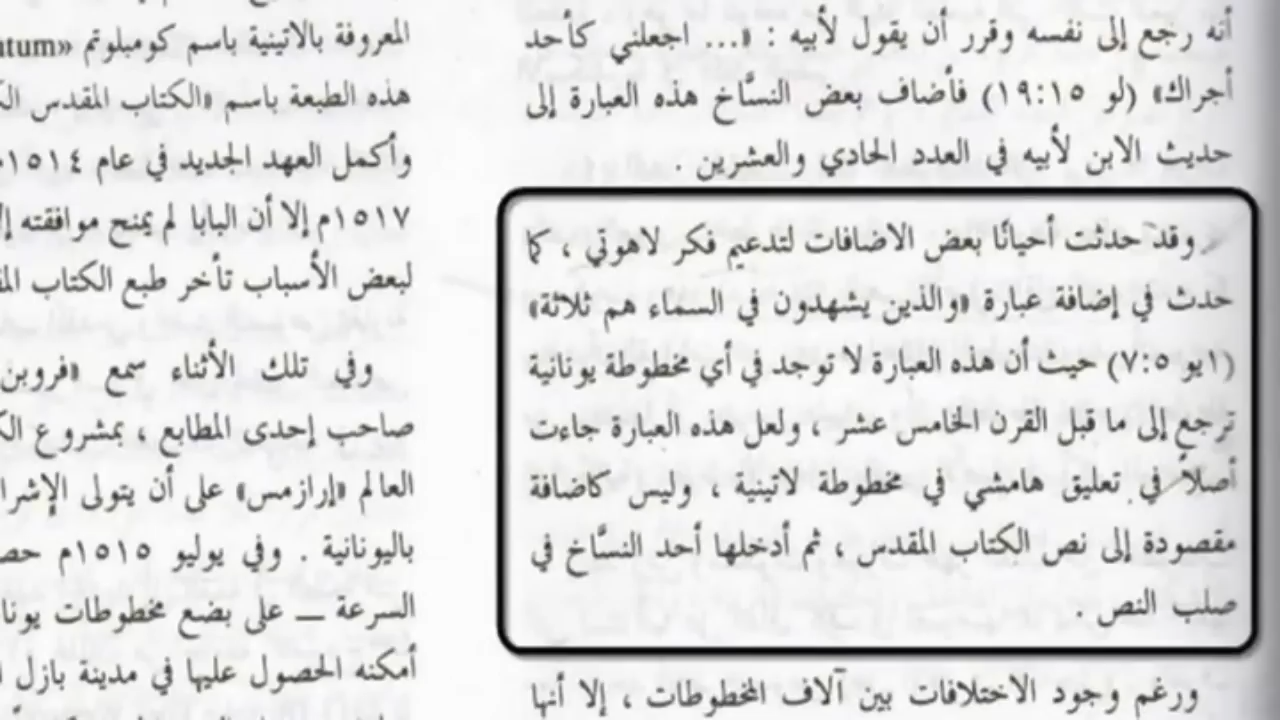 أنه رجع إلى نفسه وقرر أن يقول لأبيه : «... اجعلني كأحد
أجراك» (لو ١٩:١٥) فأضاف بعض النسَّاخ هذه العبارة إلى
حديث الابن لأبيه في العدد الحادي والعشرين .
وقد حدثت أحيانًا بعض الاضافات لتدعيم فكر لاهوتي ، كما
حدث في إضافة عبارة «والذين يشهدون في السماء هم ثلاثة»
(١يو ٧:٥) حيث أن هذه العبارة لا توجد في أي مخطوطة يونانية
ترجع إلى ما قبل القرن الخامس عشر ، ولعل هذه العبارة جاءت
أصلاً في تعليق هامشي في مخطوطة لاتينية ، وليس كاضافة
مقصودة إلى نص الكتاب المقدس ، ثم أدخلها أحد النسَّاخ في
صلب النص .
ورغم وجود الاختلافات بين آلاف المخطوطات ، إلا أنها
المعروفة بالاتينية باسم كومبلوتم «
هذه الطبعة باسم «الكتاب المقدس
وأكمل العهد الجديد في عام ١٥١٤
١٥١٧م إلا أن البابا لم يمنح موافقته
لبعض الأسباب تأخر طبع الكتاب
وفي تلك الأثناء سمع «فروبن
صاحب إحدى المطابع ، بمشروع
العالم «إرازمس» على أن يتولى
باليونانية . وفي يوليو ١٥١٥م
السرعة — على بضع مخطوطات
أمكنه الحصول عليها في مدينة بازل